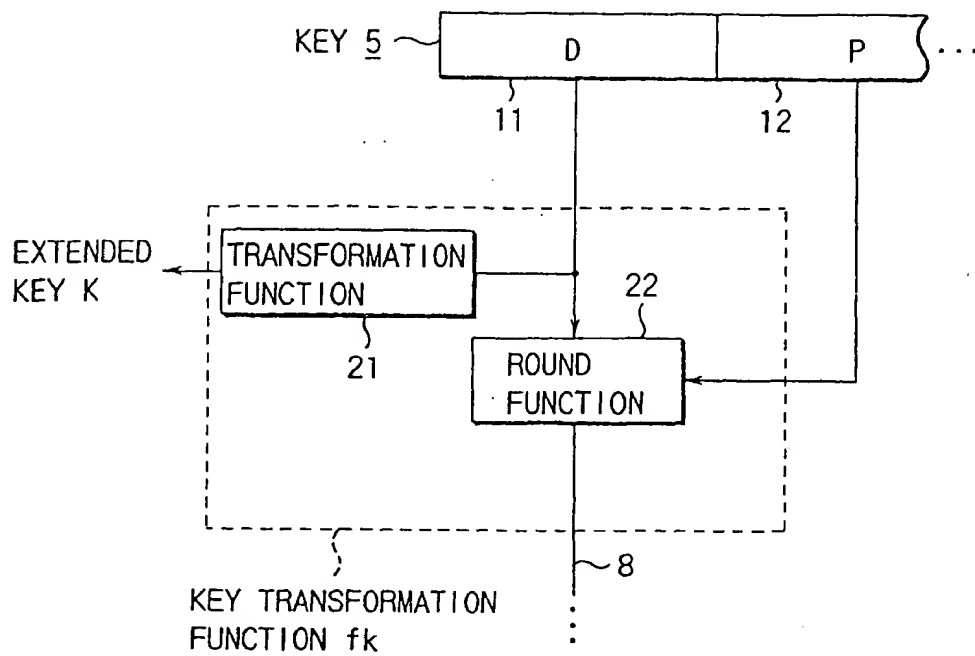 KEY 5
D
P
...
11
12
EXTENDED
KEY K
TRANSFORMATION
FUNCTION
21
22
ROUND
FUNCTION
8
KEY TRANSFORMATION
FUNCTION fk